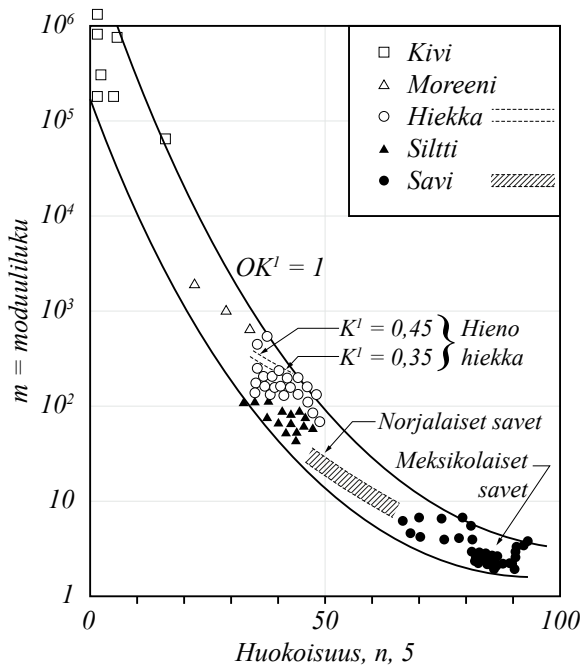 10⁶
10⁵
10⁴
10³
10²
10
1
m = moduuliluku
Kivi
Moreeni
Hiekka
Siltti
Savi
OK¹ = 1
K¹ = 0,45
K¹ = 0,35
Hieno
hiekka
Norjalaiset savet
Meksikolaiset
savet
0
50
100
Huokoisuus, n, 5